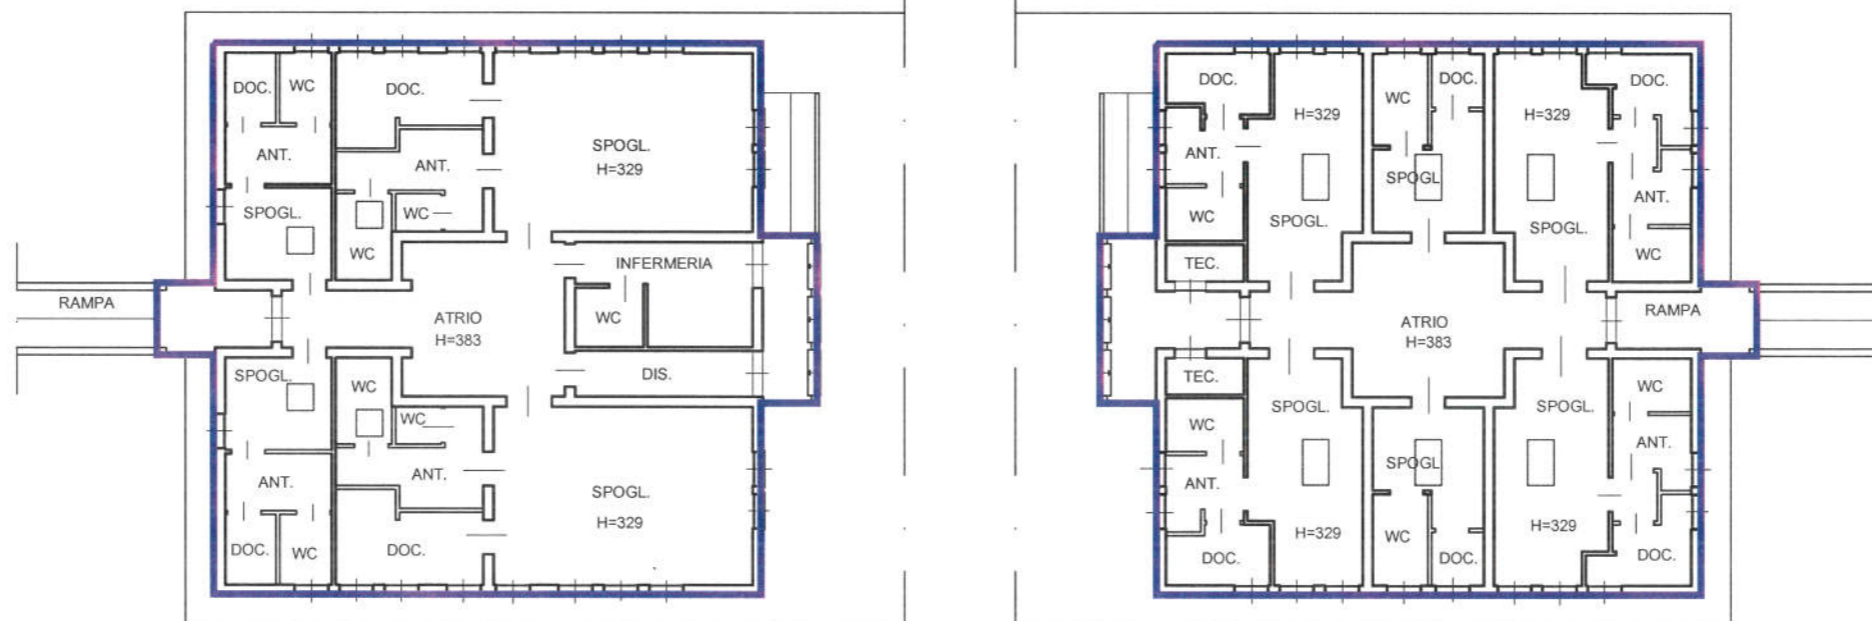 DOC.
WC
DOC.
ANT.
ANT.
SPOGL.
H=329
SPOGL.
WC
WC
INFERMERIA
RAMPA
WC
ATRIO
H=383
SPOGL.
WC
DIS.
WC
ANT.
ANT.
SPOGL.
H=329
DOC.
WC
DOC.
DOC.
H=329
WC
DOC.
H=329
DOC.
ANT.
SPOGL
ANT.
WC
SPOGL.
SPOGL.
WC
TEC.
RAMPA
ATRIO
H=383
TEC.
SPOGL.
SPOGL.
WC
WC
ANT.
SPOGL
ANT.
H=329
WC
H=329
DOC.
DOC.
DOC.